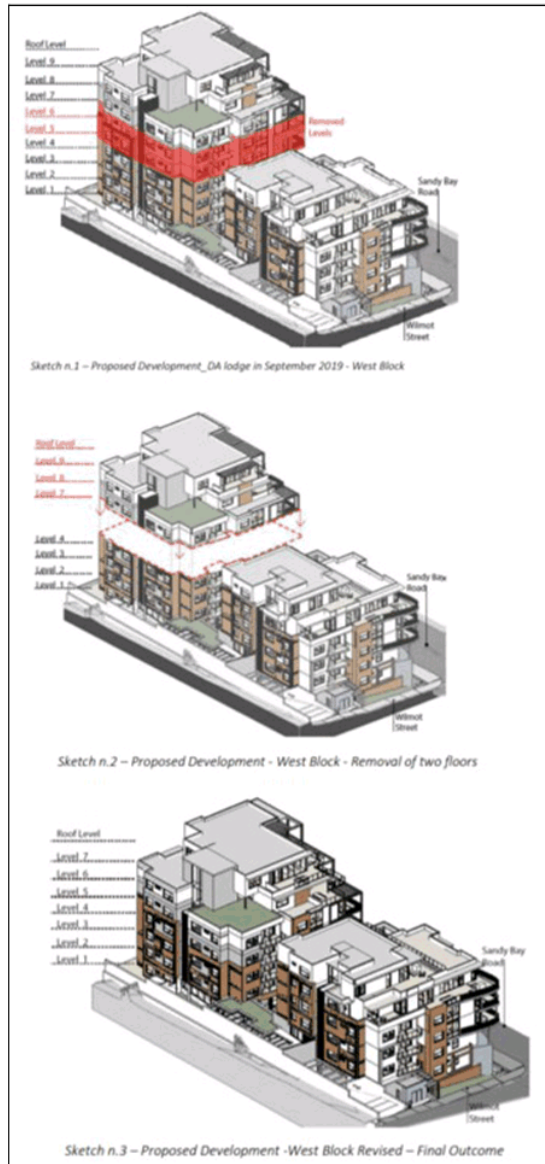 Roof Level
Level 9
Level 8
Level 7
Level 6
Level 5
Level 4
Level 3
Level 2
Level 1
Removed
Levels
Sandy Bay
Road
Wilmot
Street
Sketch n.1 – Proposed Development_DA lodge in September 2019 - West Block
Roof Level
Level 9
Level 8
Level 7
Level 4
Level 3
Level 2
Level 1
Sandy Bay
Road
Wilmot
Street
Sketch n.2 – Proposed Development - West Block - Removal of two floors
Roof Level
Level 7
Level 6
Level 5
Level 4
Level 3
Level 2
Level 1
Sandy Bay
Road
Wilmot
Street
Sketch n.3 – Proposed Development -West Block Revised – Final Outcome